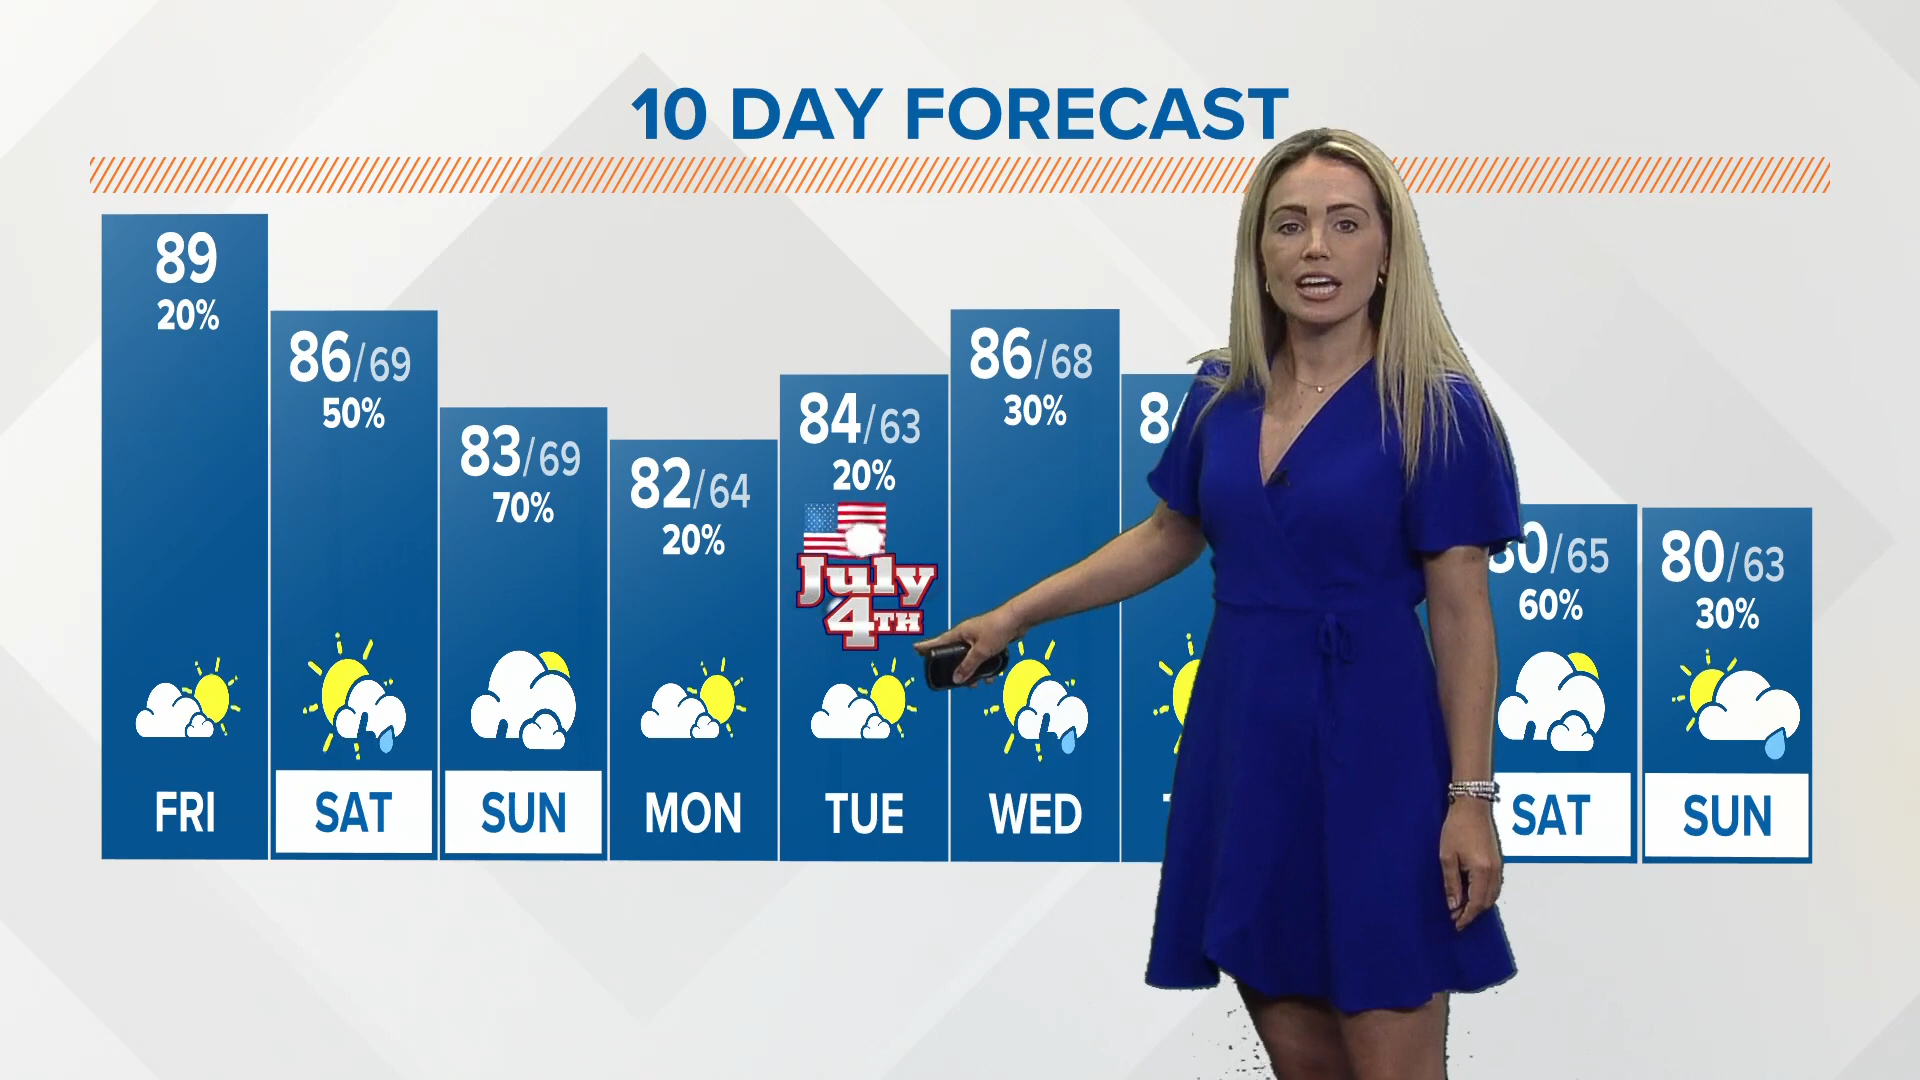 10 DAY FORECAST
89
20%
FRI
86/69
50%
SAT
83/69
70%
SUN
82/64
20%
MON
84/63
20%
July
4TH
TUE
86/68
30%
WED
/65
60%
SAT
80/63
30%
SUN